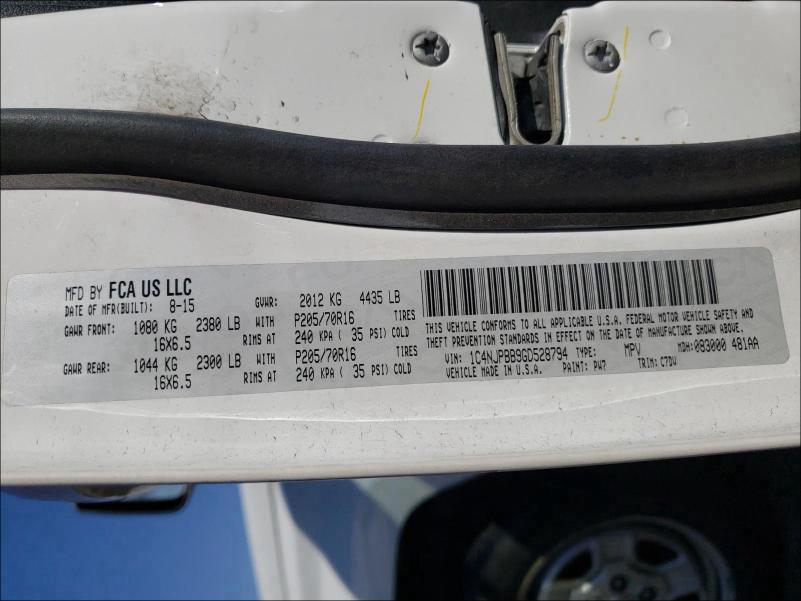 MFD BY FCA US LLC
DATE OF MFR(BUILT): 8-15 GVWR: 2012 KG 4435 LB
GAWR FRONT: 1080 KG 2380 LB WITH P205/70R16 TIRES
16X6.5 RIMS AT 240 KPA ( 35 PSI) COLD
GAWR REAR: 1044 KG 2300 LB WITH P205/70R16 TIRES
16X6.5 RIMS AT 240 KPA ( 35 PSI) COLD
THIS VEHICLE CONFORMS TO ALL APPLICABLE U.S.A. FEDERAL MOTOR VEHICLE SAFETY AND
THEFT PREVENTION STANDARDS IN EFFECT ON THE DATE OF MANUFACTURE SHOWN ABOVE.
VIN: 1C4NJPBB9GD528794 TYPE: MPV MDH: 083000 481AA
VEHICLE MADE IN U.S.A. PAINT: PW7 TRIM: C7DV